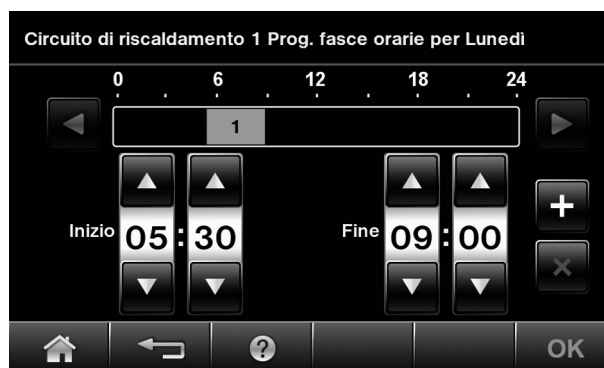 Circuito di riscaldamento 1 Prog. fasce orarie per Lunedì
0 6 12 18 24
1
Inizio 05:30 Fine 09:00
OK